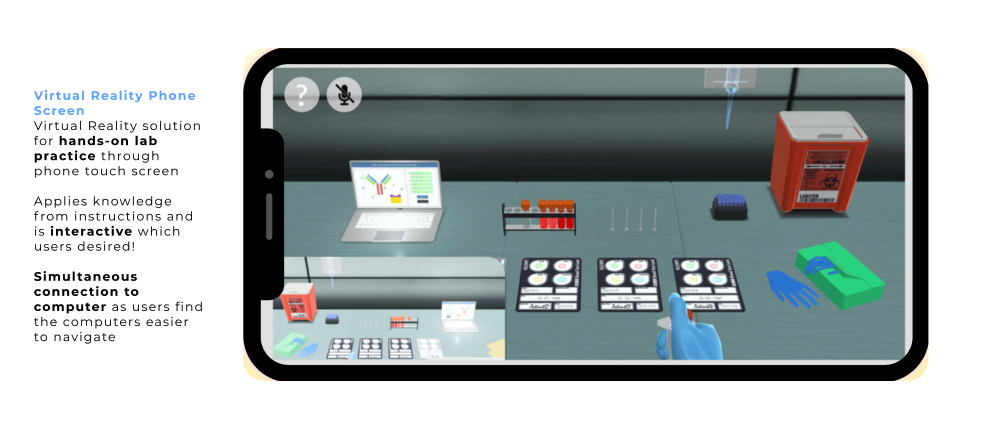 Virtual Reality Phone
Screen
Virtual Reality solution
for hands-on lab
practice through
phone touch screen
Applies knowledge
from instructions and
is interactive which
users desired!
Simultaneous
connection to
computer as users find
the computers easier
to navigate
?
LABSTER